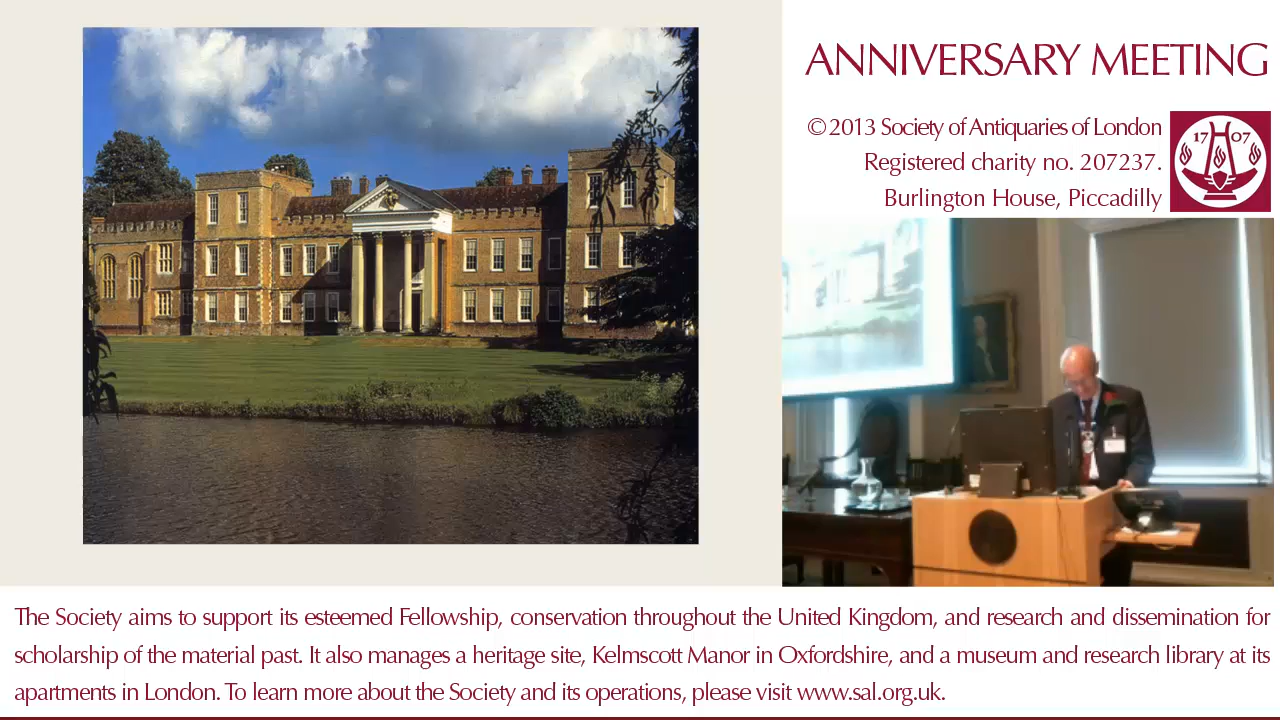 ANNIVERSARY MEETING
© 2013 Society of Antiquaries of London
Registered charity no. 207237.
Burlington House, Piccadilly
17 07
The Society aims to support its esteemed Fellowship, conservation throughout the United Kingdom, and research and dissemination for
scholarship of the material past. It also manages a heritage site, Kelmscott Manor in Oxfordshire, and a museum and research library at its
apartments in London. To learn more about the Society and its operations, please visit www.sal.org.uk.